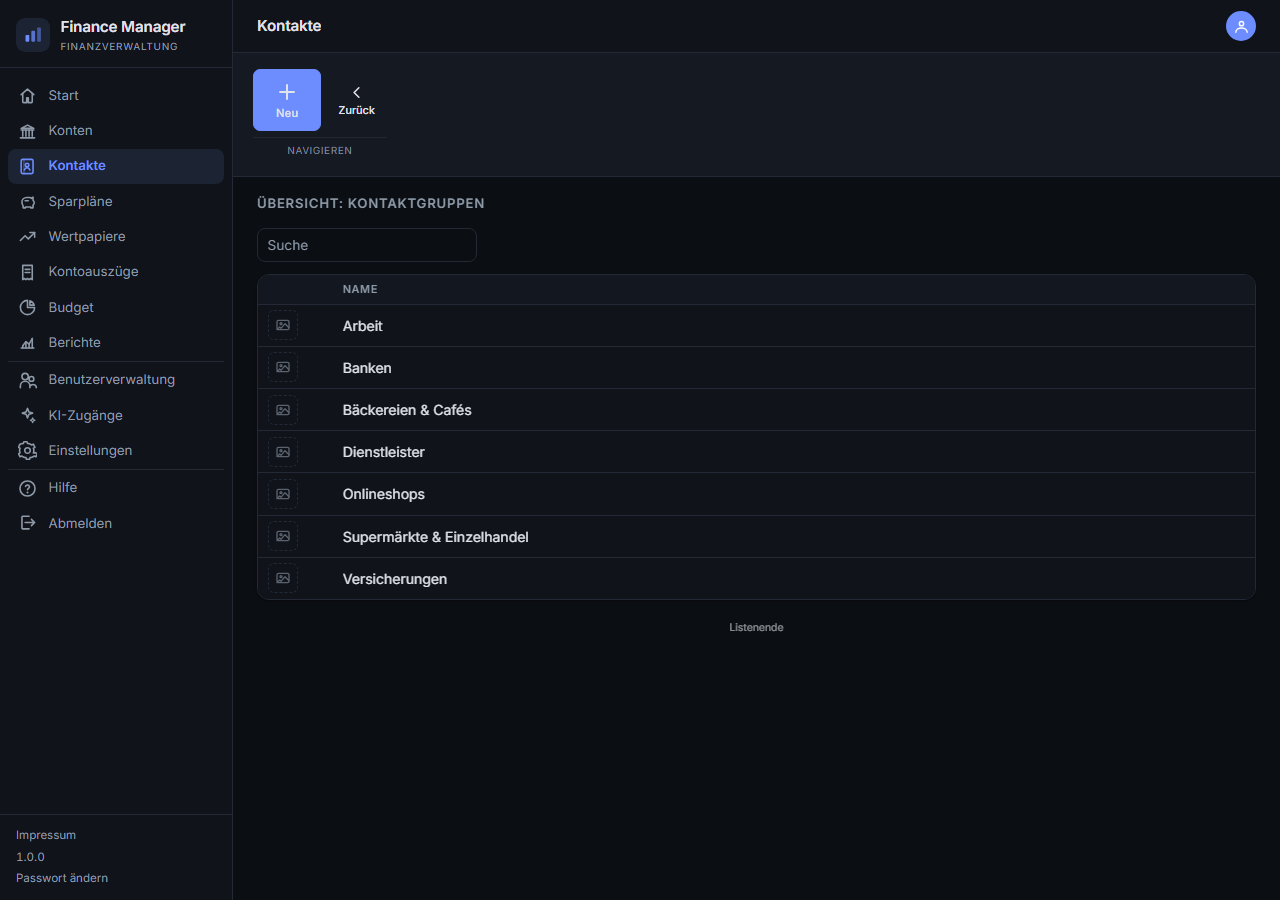 Finance Manager
FINANZVERWALTUNG
Start
Konten
Kontakte
Sparpläne
Wertpapiere
Kontoauszüge
Budget
Berichte
Benutzerverwaltung
KI-Zugänge
Einstellungen
Hilfe
Abmelden
Impressum
1.0.0
Passwort ändern
Kontakte
Neu
Zurück
NAVIGIEREN
ÜBERSICHT: KONTAKTGRUPPEN
Suche
NAME
Arbeit
Banken
Bäckereien & Cafés
Dienstleister
Onlineshops
Supermärkte & Einzelhandel
Versicherungen
Listenende